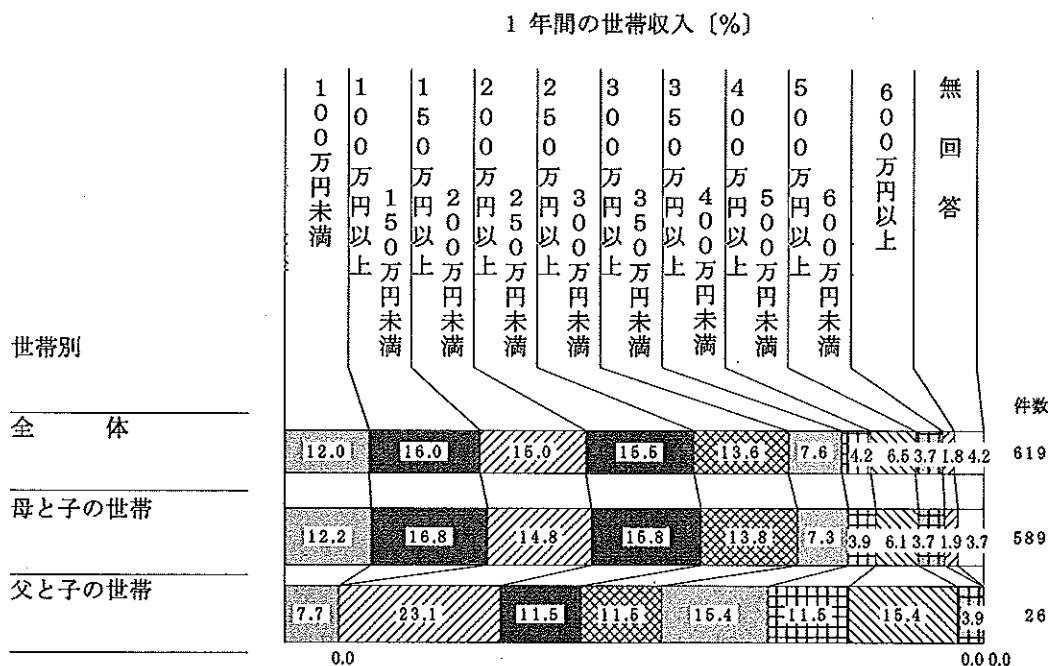 1 年間の世帯収入〔%〕
100万円未満
100万円以上
150万円未満
150万円以上
200万円未満
200万円以上
250万円未満
250万円以上
300万円未満
300万円以上
350万円未満
350万円以上
400万円未満
400万円以上
500万円未満
500万円以上
600万円未満
600万円以上
無回答
世帯別
件数
全 体
12.0 16.0 15.0 15.5 13.6 7.6 4.2 6.5 3.7 1.8 4.2 619
母と子の世帯
12.2 16.8 14.8 15.8 13.8 7.3 3.9 6.1 3.7 1.9 3.7 589
父と子の世帯
7.7 23.1 11.5 11.5 15.4 11.5 15.4 3.9 26
0.0 0.0 0.0